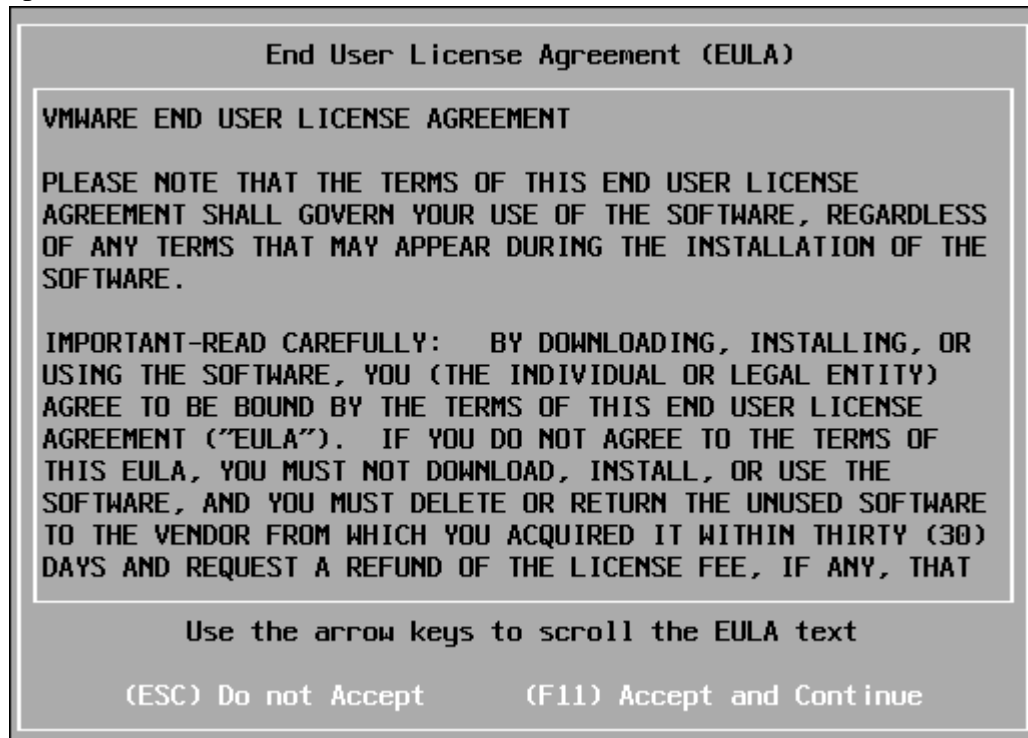 End User License Agreement (EULA)
VMWARE END USER LICENSE AGREEMENT
PLEASE NOTE THAT THE TERMS OF THIS END USER LICENSE
AGREEMENT SHALL GOVERN YOUR USE OF THE SOFTWARE, REGARDLESS
OF ANY TERMS THAT MAY APPEAR DURING THE INSTALLATION OF THE
SOFTWARE.
IMPORTANT-READ CAREFULLY:   BY DOWNLOADING, INSTALLING, OR
USING THE SOFTWARE, YOU (THE INDIVIDUAL OR LEGAL ENTITY)
AGREE TO BE BOUND BY THE TERMS OF THIS END USER LICENSE
AGREEMENT ("EULA").  IF YOU DO NOT AGREE TO THE TERMS OF
THIS EULA, YOU MUST NOT DOWNLOAD, INSTALL, OR USE THE
SOFTWARE, AND YOU MUST DELETE OR RETURN THE UNUSED SOFTWARE
TO THE VENDOR FROM WHICH YOU ACQUIRED IT WITHIN THIRTY (30)
DAYS AND REQUEST A REFUND OF THE LICENSE FEE, IF ANY, THAT
Use the arrow keys to scroll the EULA text
(ESC) Do not Accept (F11) Accept and Continue